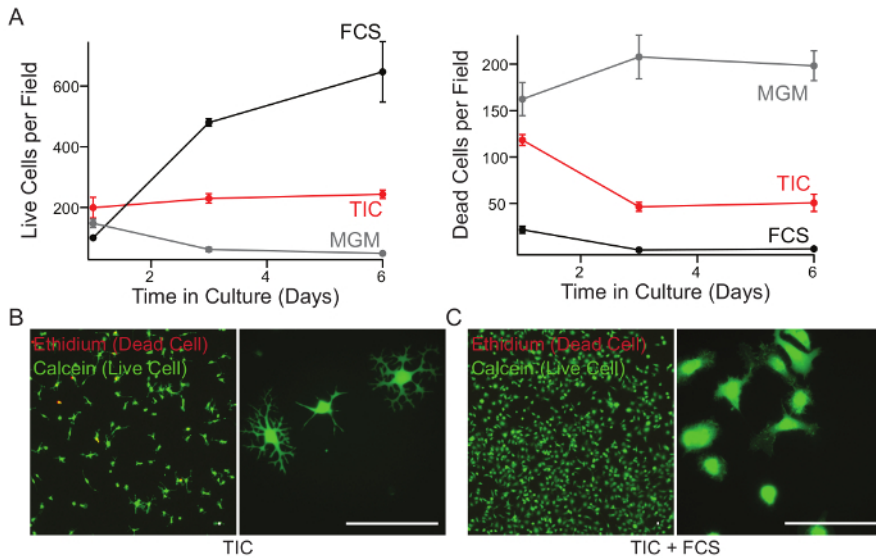 A
Live Cells per Field
600
400
200
FCS
TIC
MGM
2
4
6
Time in Culture (Days)
Dead Cells per Field
200
150
100
50
MGM
TIC
FCS
2
4
6
Time in Culture (Days)
B
Ethidium (Dead Cell)
Calcein (Live Cell)
TIC
C
Ethidium (Dead Cell)
Calcein (Live Cell)
TIC + FCS